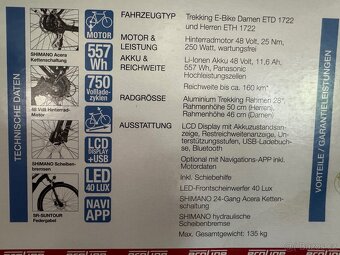 TECHNISCHE DATEN
SHIMANO Acera
Kettenschaltung
48 Volt Hinterrad-
Motor
SHIMANO Scheiben-
bremsen
SR-SUNTOUR
Federgabel
MOTOR
557
Wh
750
Volllade-
zyklen
LCD
DISPLAY
+USB
LED
40 LUX
NAVI
APP
FAHRZEUGTYP
Trekking E-Bike Damen ETD 1722
und Herren ETH 1722
MOTOR &
LEISTUNG
Hinterradmotor 48 Volt, 25 Nm,
250 Watt, wartungsfrei
AKKU &
REICHWEITE
Li-Ionen Akku 48 Volt, 11,6 Ah,
557 Wh, Panasonic
Hochleistungszellen
Reichweite bis ca. 160 km
RADGRÖSSE
Aluminium Trekking Rahmen 28"
Rahmenhöhe 50 cm (Herren)
Rahmenhöhe 46 cm (Damen)
AUSSTATTUNG
LCD Display mit Akkuzustandsan-
zeige, Restreichweitenanzeige, Un-
terstützungsstufen, USB-Ladebuch-
se, Bluetooth
Optional mit Navigations-APP inkl.
Motordaten
Inkl. Schiebehilfe
LED-Frontscheinwerfer 40 Lux
SHIMANO 24-Gang Acera Ketten-
schaltung
SHIMANO hydraulische
Scheibenbremse
Max. Gesamtgewicht: 135 kg
VORTEILE / GARANTIELEISTUNGEN
ecoline
ecoline
ecoline